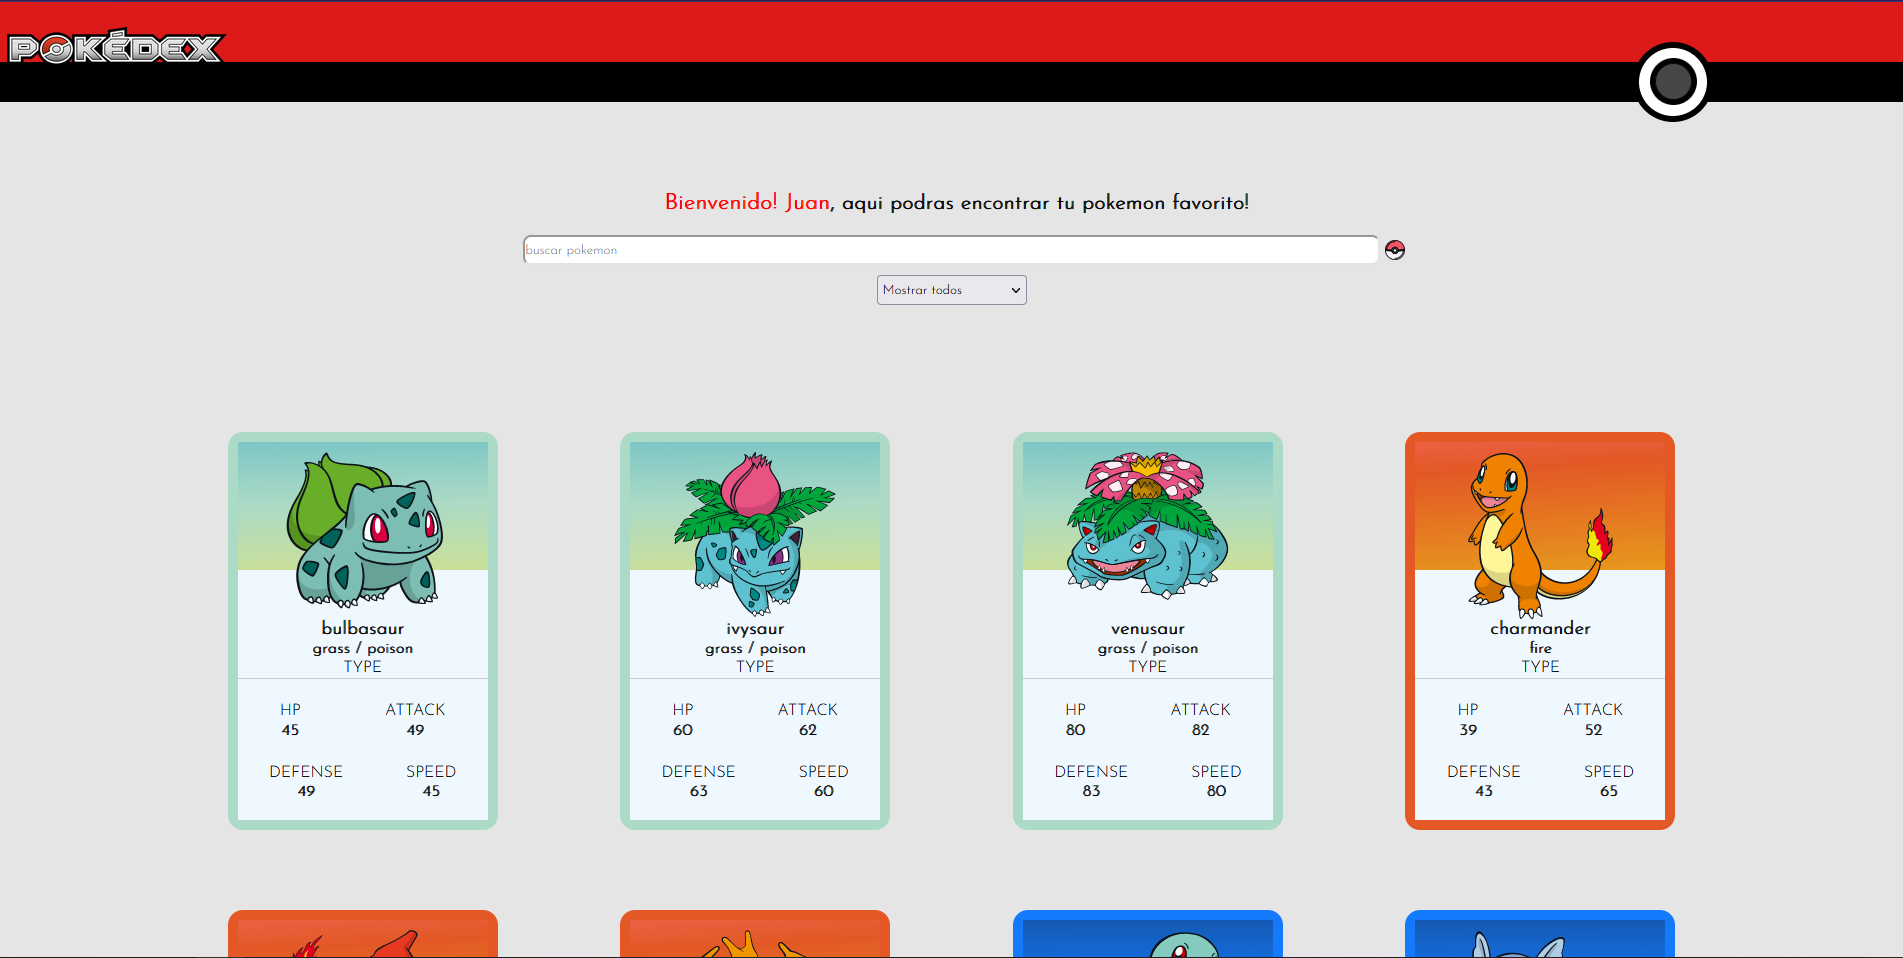 POKÉDEX
Bienvenido! Juan, aqui podras encontrar tu pokemon favorito!
buscar pokemon
Mostrar todos
bulbasaur
grass / poison
TYPE
HP ATTACK
45 49
DEFENSE SPEED
49 45
ivysaur
grass / poison
TYPE
HP ATTACK
60 62
DEFENSE SPEED
63 60
venusaur
grass / poison
TYPE
HP ATTACK
80 82
DEFENSE SPEED
83 80
charmander
fire
TYPE
HP ATTACK
39 52
DEFENSE SPEED
43 65